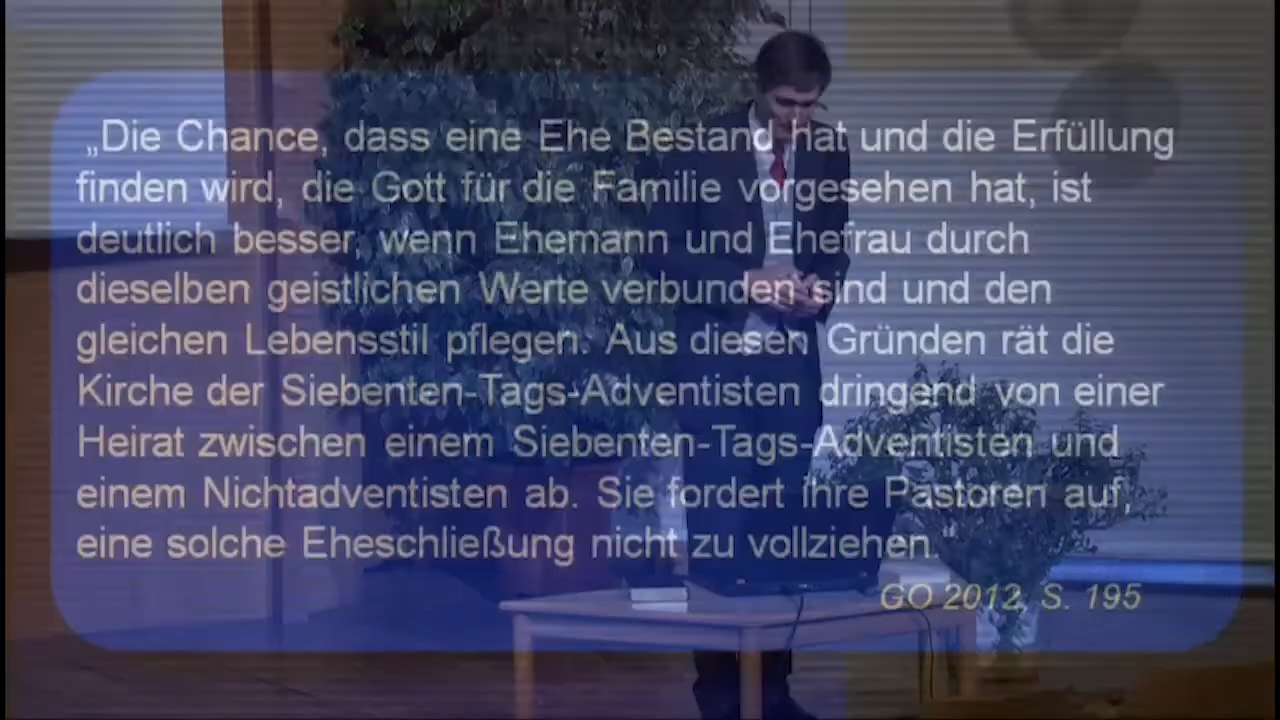 „Die Chance, dass eine Ehe Bestand hat und die Erfüllung
finden wird, die Gott für die Familie vorgesehen hat, ist
deutlich besser, wenn Ehemann und Ehefrau durch
dieselben geistlichen Werte verbunden sind und den
gleichen Lebensstil pflegen. Aus diesen Gründen rät die
Kirche der Siebenten-Tags-Adventisten dringend von einer
Heirat zwischen einem Siebenten-Tags-Adventisten und
einem Nichtadventisten ab. Sie fordert ihre Pastoren auf,
eine solche Eheschließung nicht zu vollziehen.
GO 2012, S. 195